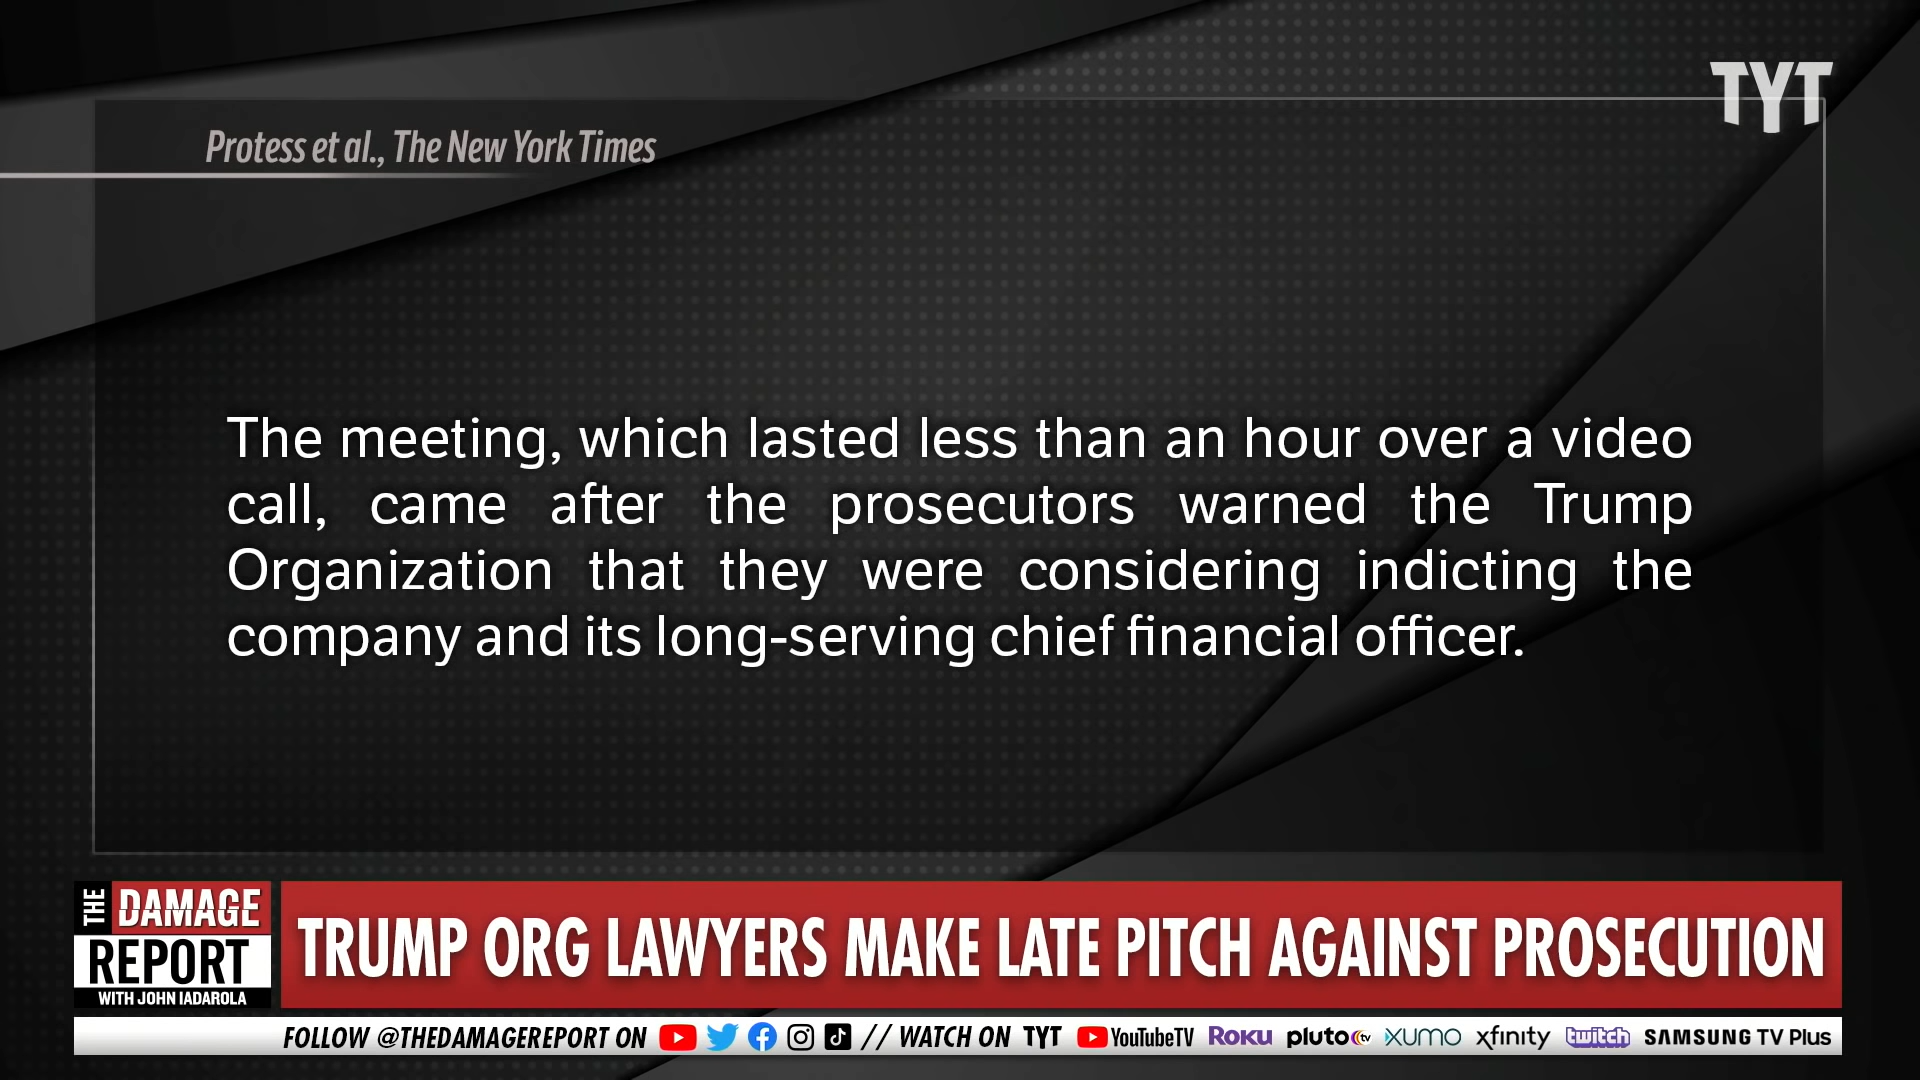 TYT
Protess et al., The New York Times
The meeting, which lasted less than an hour over a video
call, came after the prosecutors warned the Trump
Organization that they were considering indicting the
company and its long-serving chief financial officer.
THE DAMAGE
REPORT
WITH JOHN IADAROLA
TRUMP ORG LAWYERS MAKE LATE PITCH AGAINST PROSECUTION
FOLLOW @THEDAMAGEREPORT ON // WATCH ON TYT YouTubeTV ROKU pluto tv XUMO xfinity twitch SAMSUNG TV Plus